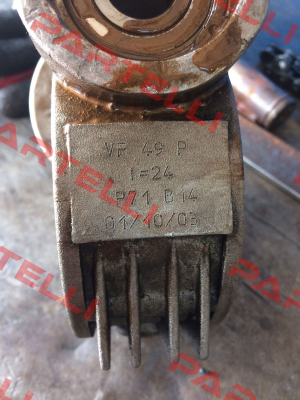 VF 49 P
I=24
P71 B14
01/10/03
PARTELLI
PARTELLI
PARTELLI
PARTELLI
PARTELLI